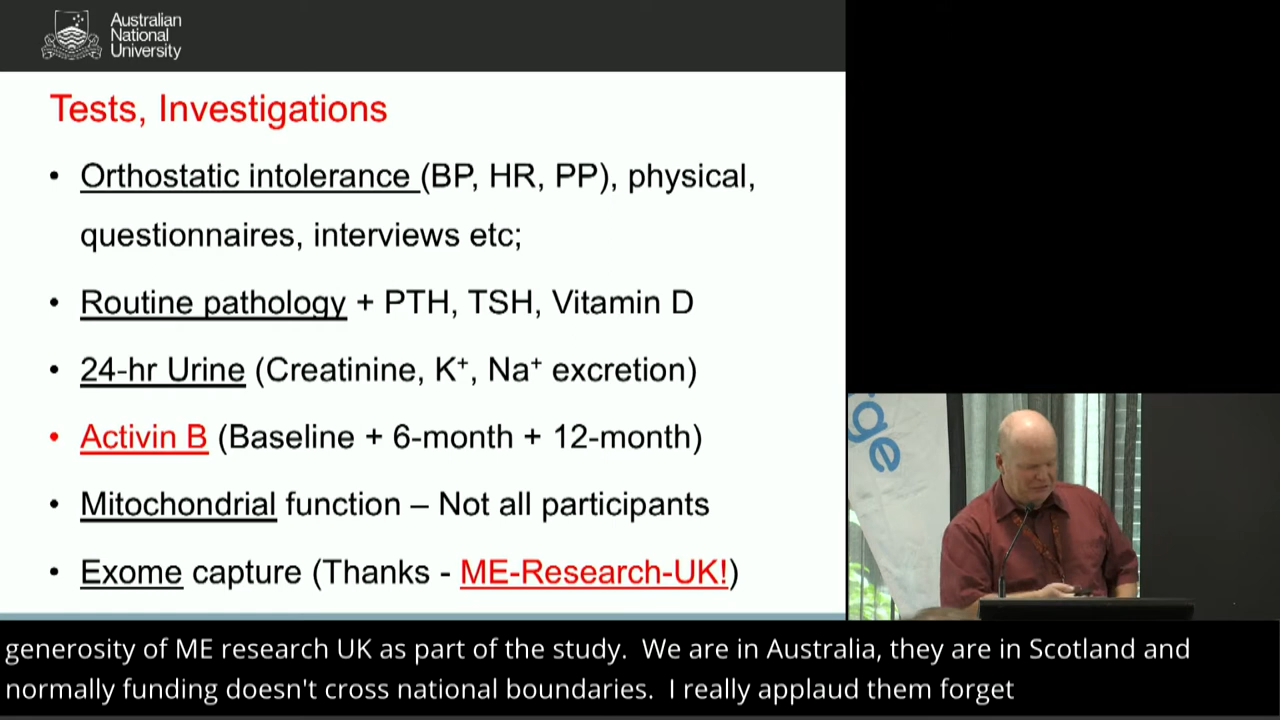 Australian
National
University
Tests, Investigations
• Orthostatic intolerance (BP, HR, PP), physical,
questionnaires, interviews etc;
• Routine pathology + PTH, TSH, Vitamin D
• 24-hr Urine (Creatinine, K⁺, Na⁺ excretion)
• Activin B (Baseline + 6-month + 12-month)
• Mitochondrial function – Not all participants
• Exome capture (Thanks - ME-Research-UK!)
rge
generosity of ME research UK as part of the study.  We are in Australia, they are in Scotland and
normally funding doesn't cross national boundaries.  I really applaud them forget